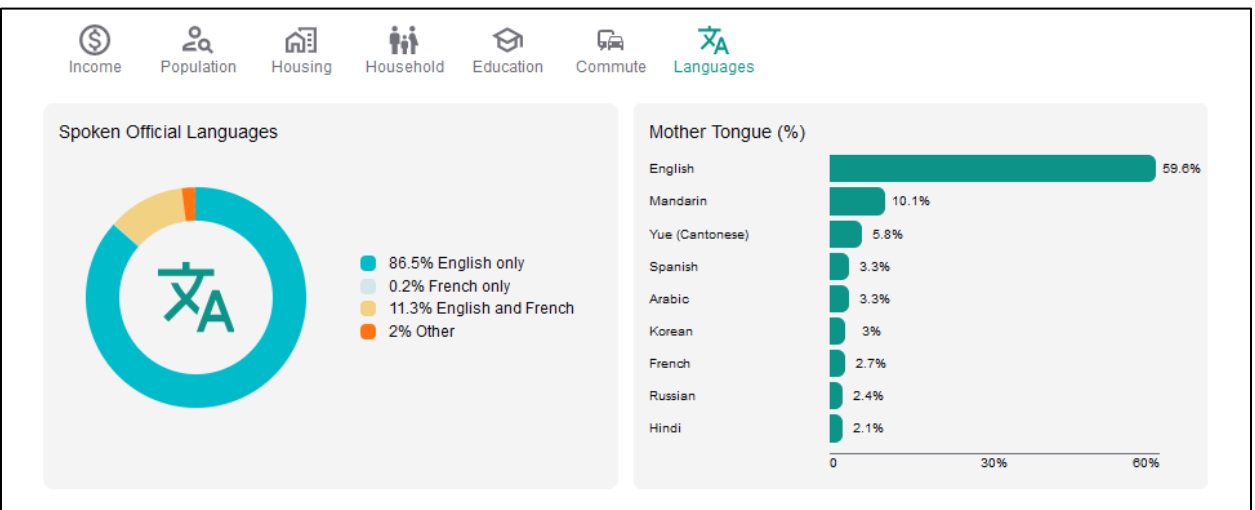 Income Population Housing Household Education Commute Languages
Spoken Official Languages
86.5% English only
0.2% French only
11.3% English and French
2% Other
Mother Tongue (%)
English 59.6%
Mandarin 10.1%
Yue (Cantonese) 5.8%
Spanish 3.3%
Arabic 3.3%
Korean 3%
French 2.7%
Russian 2.4%
Hindi 2.1%
0 30% 60%